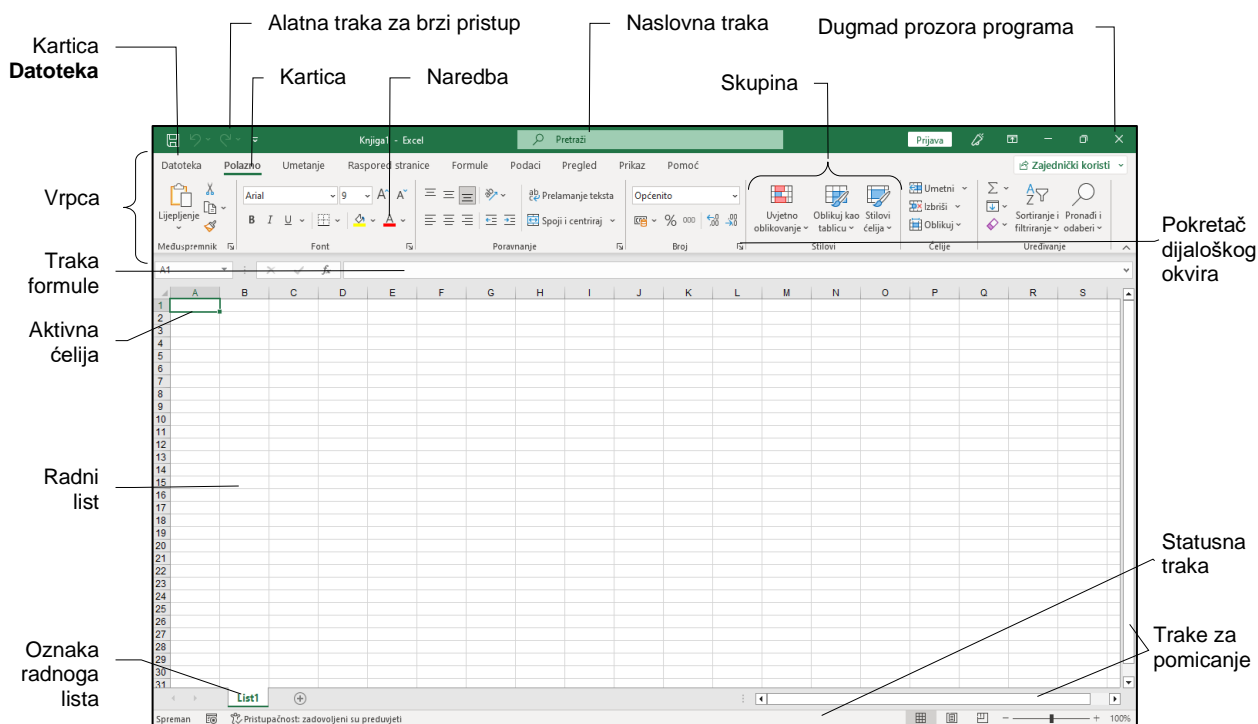 Alatna traka za brzi pristup
Naslovna traka
Dugmad prozora programa
Kartica
Datoteka
Kartica
Naredba
Skupina
Knjiga1 - Excel
Pretraži
Prijava
Datoteka Polazno Umetanje Raspored stranice Formule Podaci Pregled Prikaz Pomoć
Zajednički koristi
Vrpca
Lijepljenje
Međuspremnik
Arial 9
B I U
Font
Prelamanje teksta
Spoji i centriraj
Poravnanje
Općenito
% 000
Broj
Uvjetno
oblikovanje
Oblikuj kao
tablicu
Stilovi
ćelija
Stilovi
Umetni
Izbriši
Oblikuj
Ćelije
Sortiranje i
filtriranje
Pronađi i
odaberi
Uređivanje
Pokretač
dijaloškog
okvira
Traka
formule
A1
fx
A B C D E F G H I J K L M N O P Q R S
1
2
3
4
5
6
7
8
9
10
11
12
13
14
15
16
17
18
19
20
21
22
23
24
25
26
27
28
29
30
31
Aktivna
ćelija
Radni
list
Statusna
traka
Trake za
pomicanje
Oznaka
radnoga
lista
List1
Spreman
Pristupačnost: zadovoljeni su preduvjeti
100%